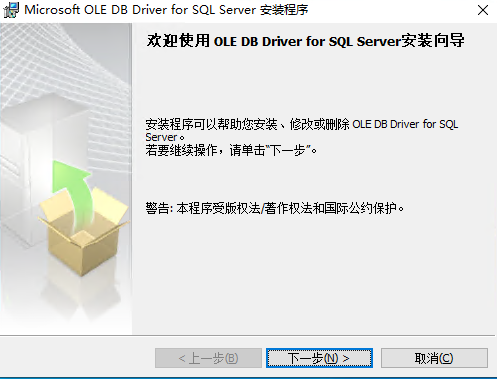 Microsoft OLE DB Driver for SQL Server 安装程序
欢迎使用 OLE DB Driver for SQL Server安装向导
安装程序可以帮助您安装、修改或删除 OLE DB Driver for SQL
Server。
若要继续操作，请单击“下一步”。
警告: 本程序受版权法/著作权法和国际公约保护。
< 上一步(B)
下一步(N) >
取消(C)